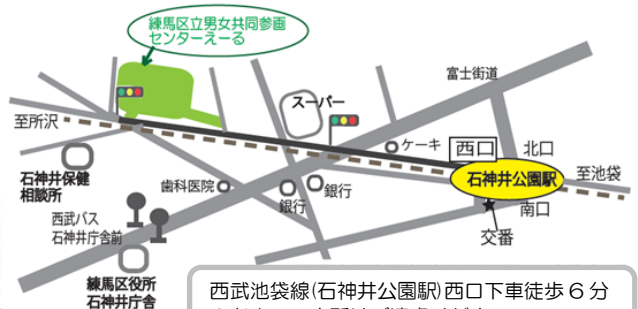 練馬区立男女共同参画
センターえーる
富士街道
スーパー
至所沢
ケーキ
西口
北口
石神井公園駅
至池袋
石神井保健
相談所
歯科医院
銀行
銀行
南口
交番
西武バス
石神井庁舎前
練馬区役所
石神井庁舎
西武池袋線(石神井公園駅)西口下車徒歩6分